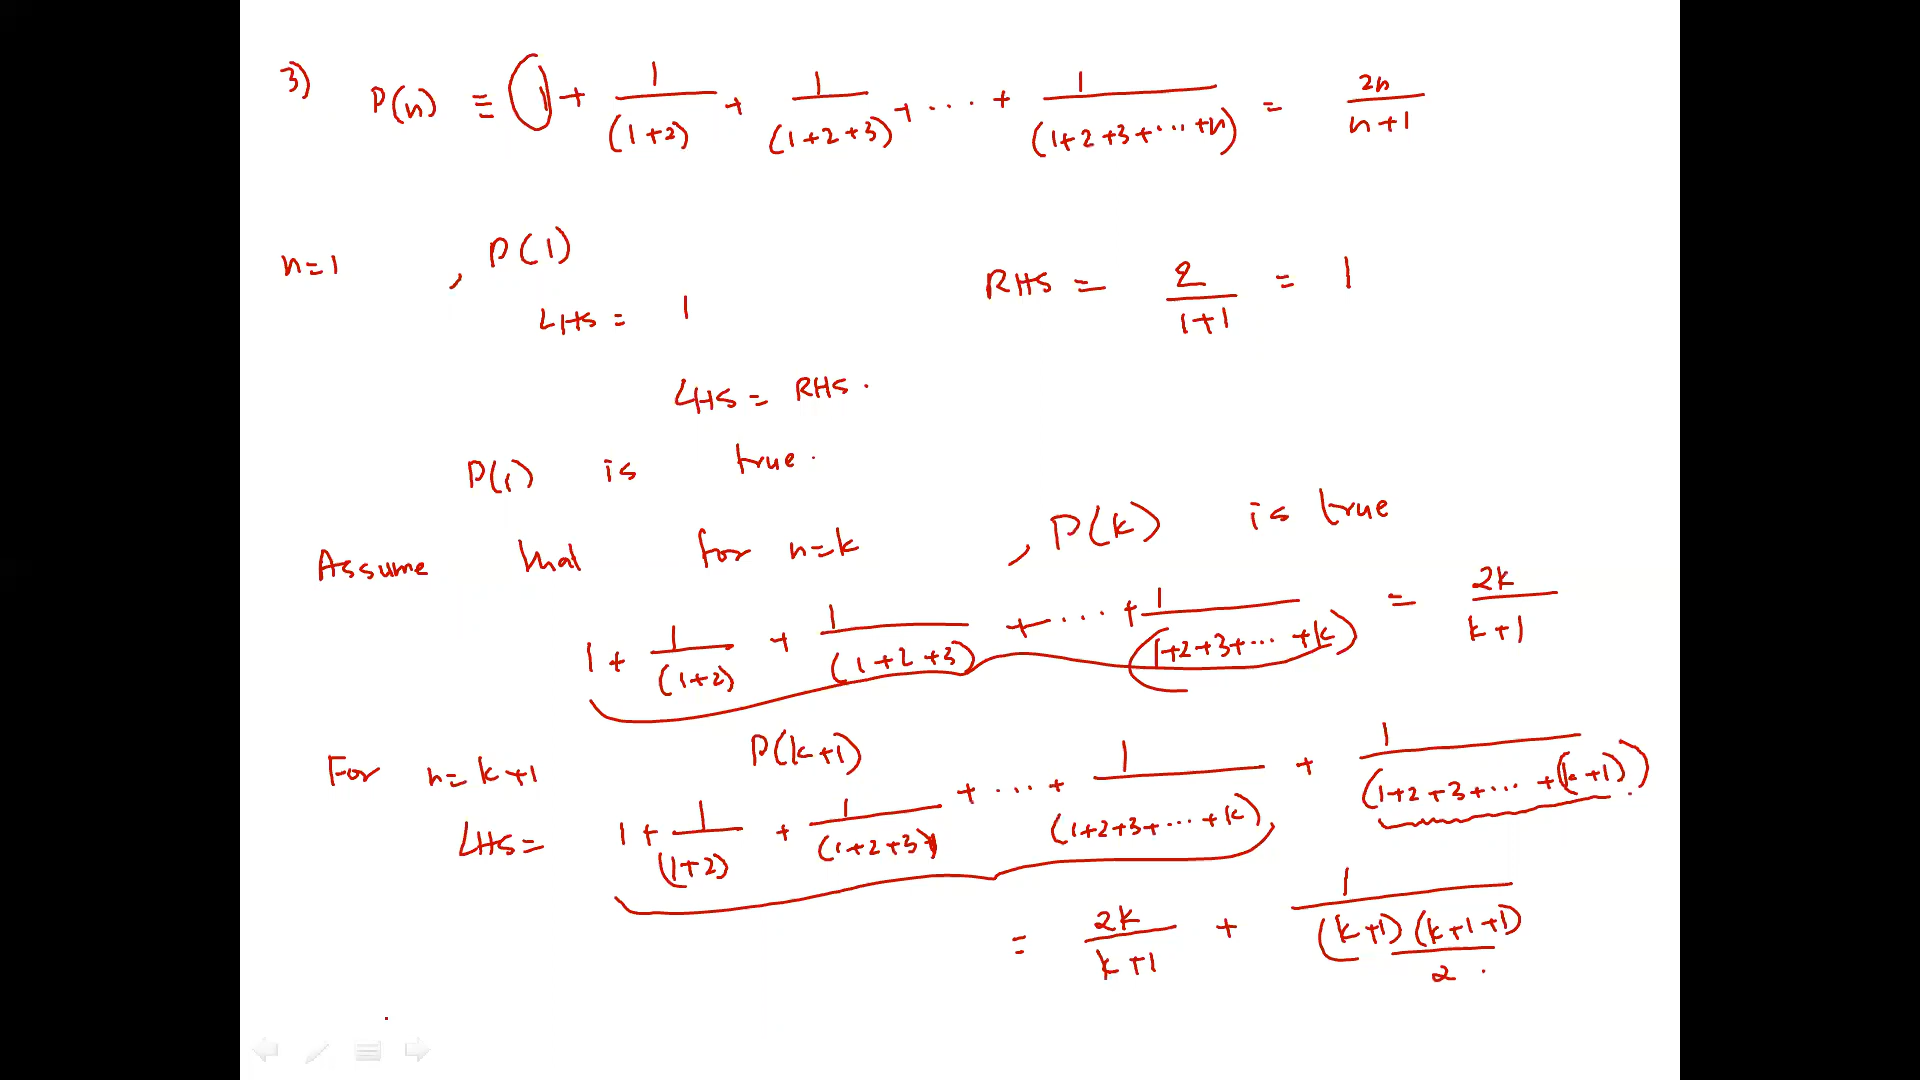 3) P(n) ≡ 1 + 1/(1+2) + 1/(1+2+3) + ... + 1/(1+2+3+...+n) = 2n/(n+1)
n=1 , P(1)
LHS = 1 RHS = 2/(1+1) = 1
LHS = RHS.
P(1) is true.
Assume that for n=k , P(k) is true
1 + 1/(1+2) + 1/(1+2+3) + ... + 1/(1+2+3+...+k) = 2k/(k+1)
For n=k+1 P(k+1)
LHS = 1 + 1/(1+2) + 1/(1+2+3) + ... + 1/(1+2+3+...+k) + 1/(1+2+3+...+(k+1))
= 2k/(k+1) + 1/((k+1)(k+1+1)/2)